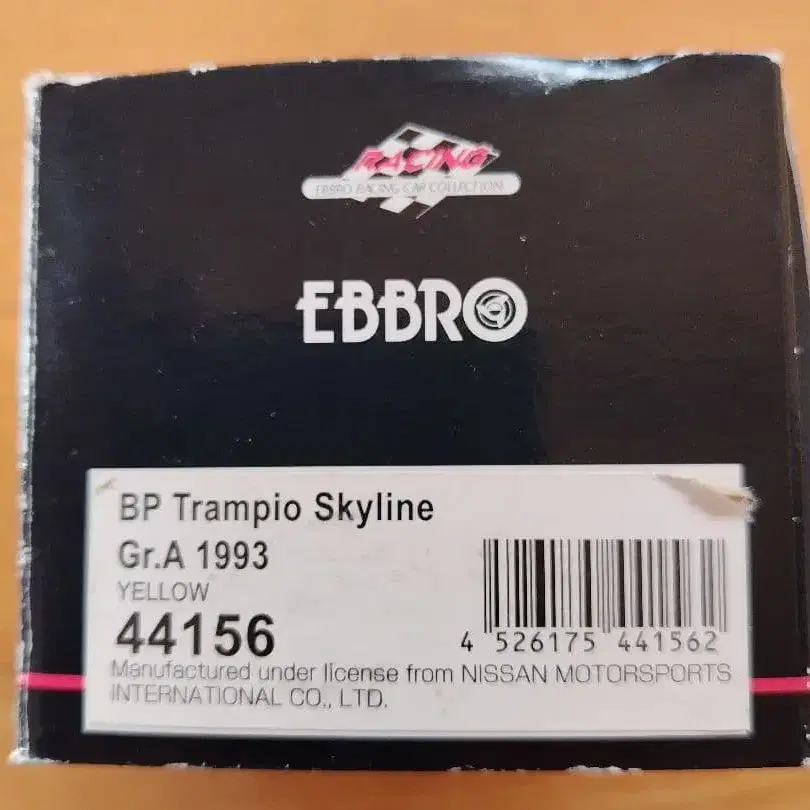 RACING
EBBRO RACING CAR COLLECTION
EBBRO
BP Trampio Skyline
Gr.A 1993
YELLOW
44156
4 526175 441562
Manufactured under license from NISSAN MOTORSPORTS
INTERNATIONAL CO., LTD.